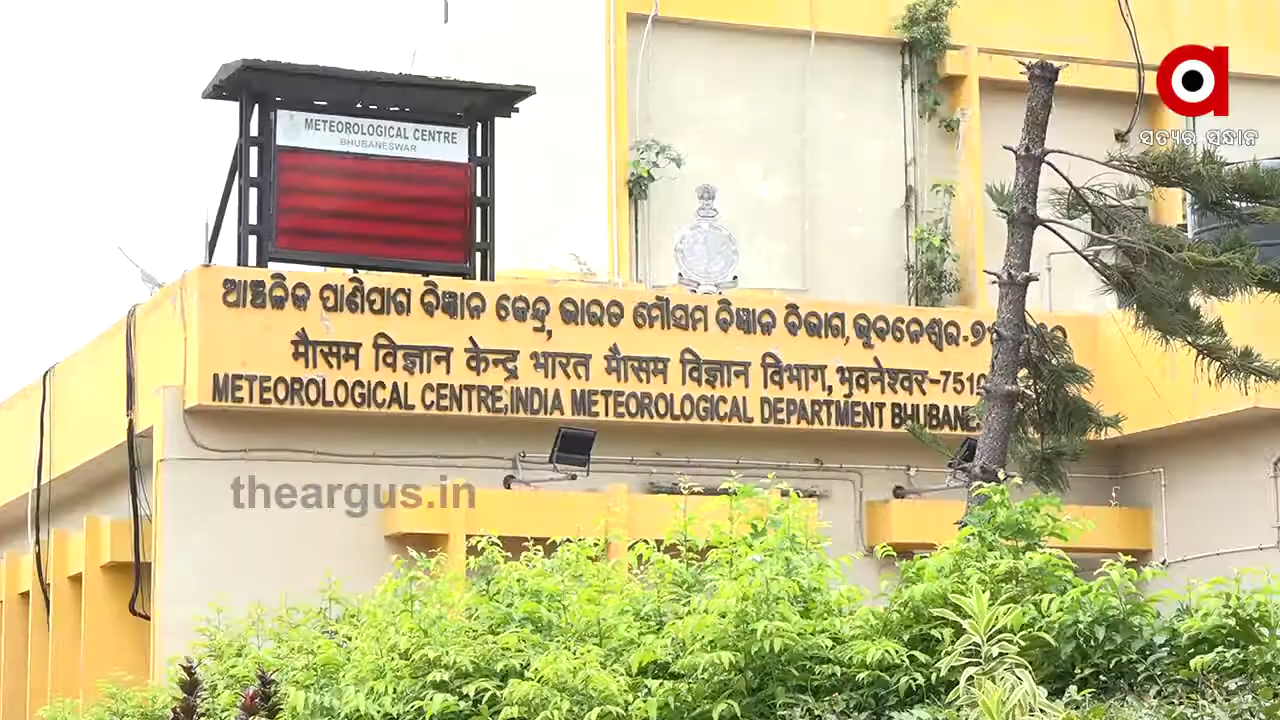 METEOROLOGICAL CENTRE
BHUBANESWAR
ସତ୍ୟର ସନ୍ଧାନ
ଆଞ୍ଚଳିକ ପାଣିପାଗ ବିଜ୍ଞାନ କେନ୍ଦ୍ର, ଭାରତ ମୌସମ ବିଜ୍ଞାନ ବିଭାଗ, ଭୁବନେଶ୍ୱର-
मौसम विज्ञान केन्द्र भारत मौसम विज्ञान विभाग, भुवनेश्वर-7510
METEOROLOGICAL CENTRE,INDIA METEOROLOGICAL DEPARTMENT
theargus.in